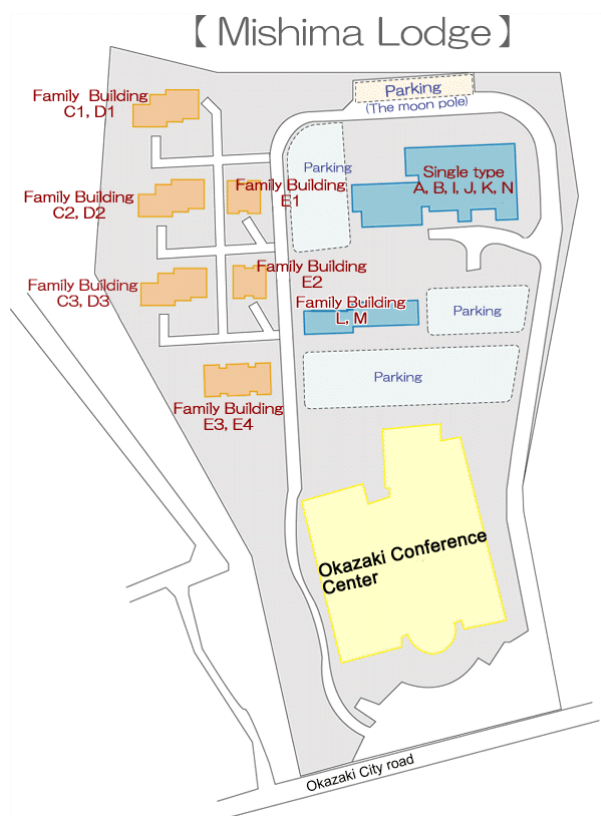 【 Mishima Lodge 】
Parking
(The moon pole)
Family Building
C1, D1
Parking
Single type
A, B, I, J, K, N
Family Building
E1
Family Building
C2, D2
Family Building
E2
Family Building
C3, D3
Family Building
L, M
Parking
Parking
Family Building
E3, E4
Okazaki Conference
Center
Okazaki City road